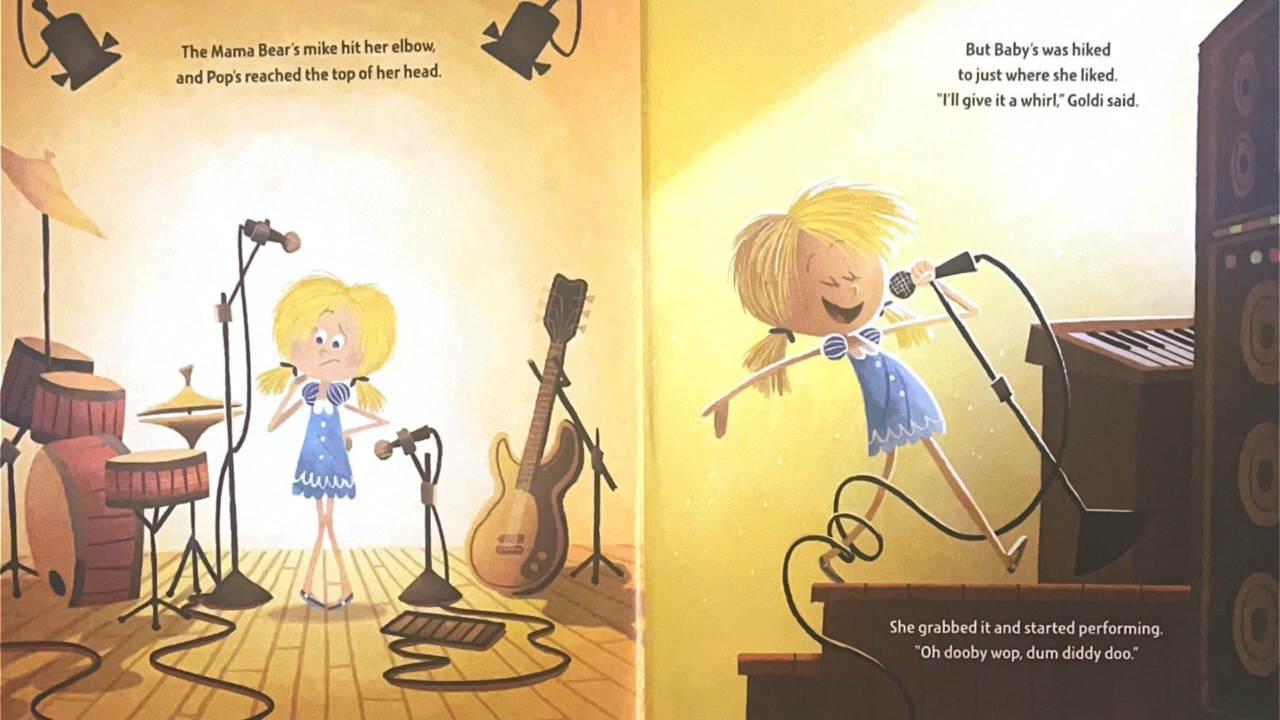 The Mama Bear's mike hit her elbow,
and Pop's reached the top of her head.
But Baby's was hiked
to just where she liked.
"I'll give it a whirl," Goldi said.
She grabbed it and started performing.
"Oh dooby wop, dum diddy doo."